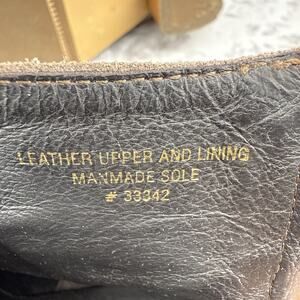 LEATHER UPPER AND LINING
MANMADE SOLE
# 33342